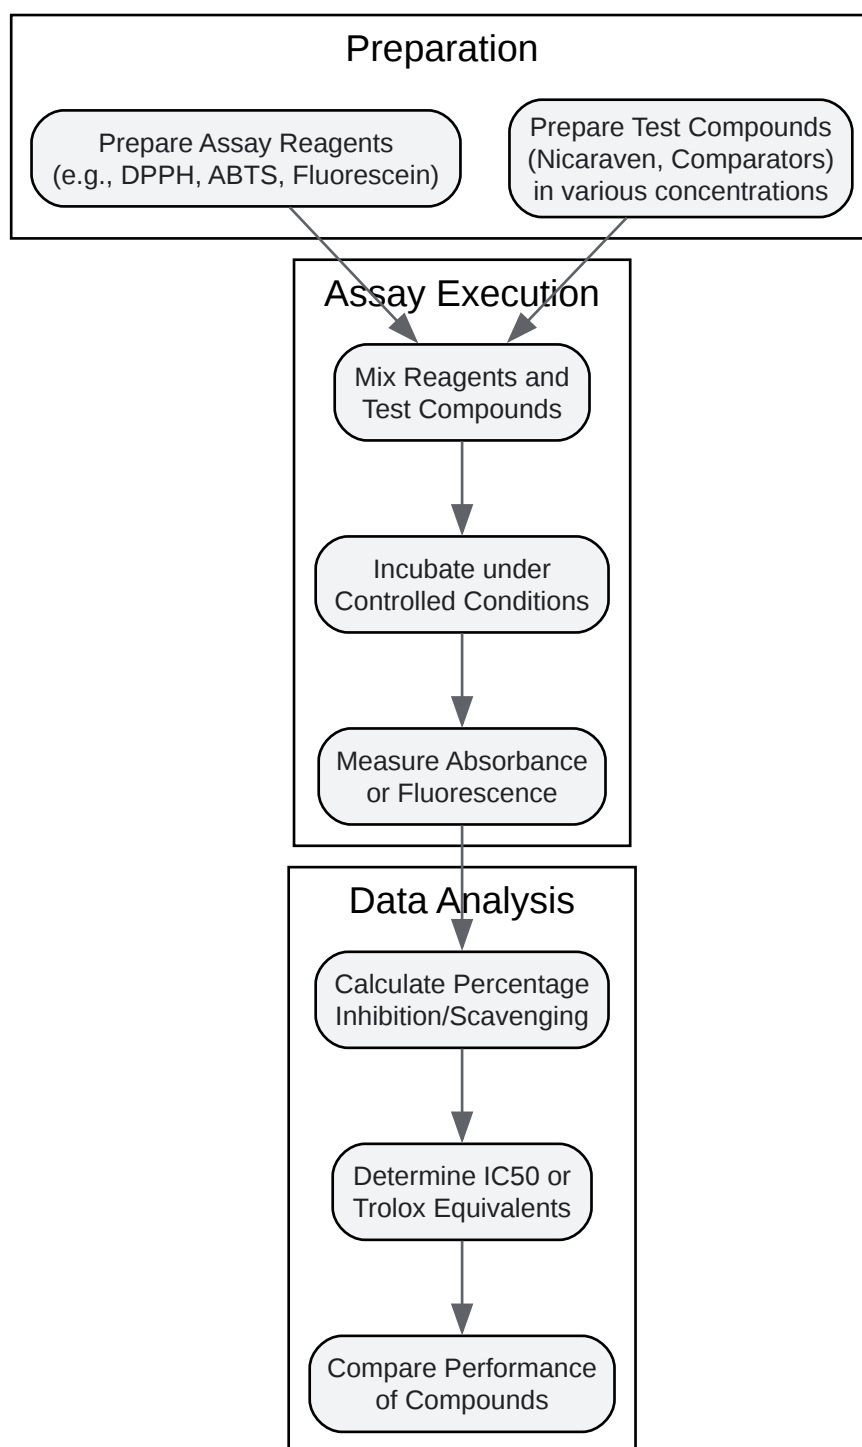 Preparation
Prepare Assay Reagents
(e.g., DPPH, ABTS, Fluorescein)
Prepare Test Compounds
(Nicaraven, Comparators)
in various concentrations
Assay Execution
Mix Reagents and
Test Compounds
Incubate under
Controlled Conditions
Measure Absorbance
or Fluorescence
Data Analysis
Calculate Percentage
Inhibition/Scavenging
Determine IC50 or
Trolox Equivalents
Compare Performance
of Compounds